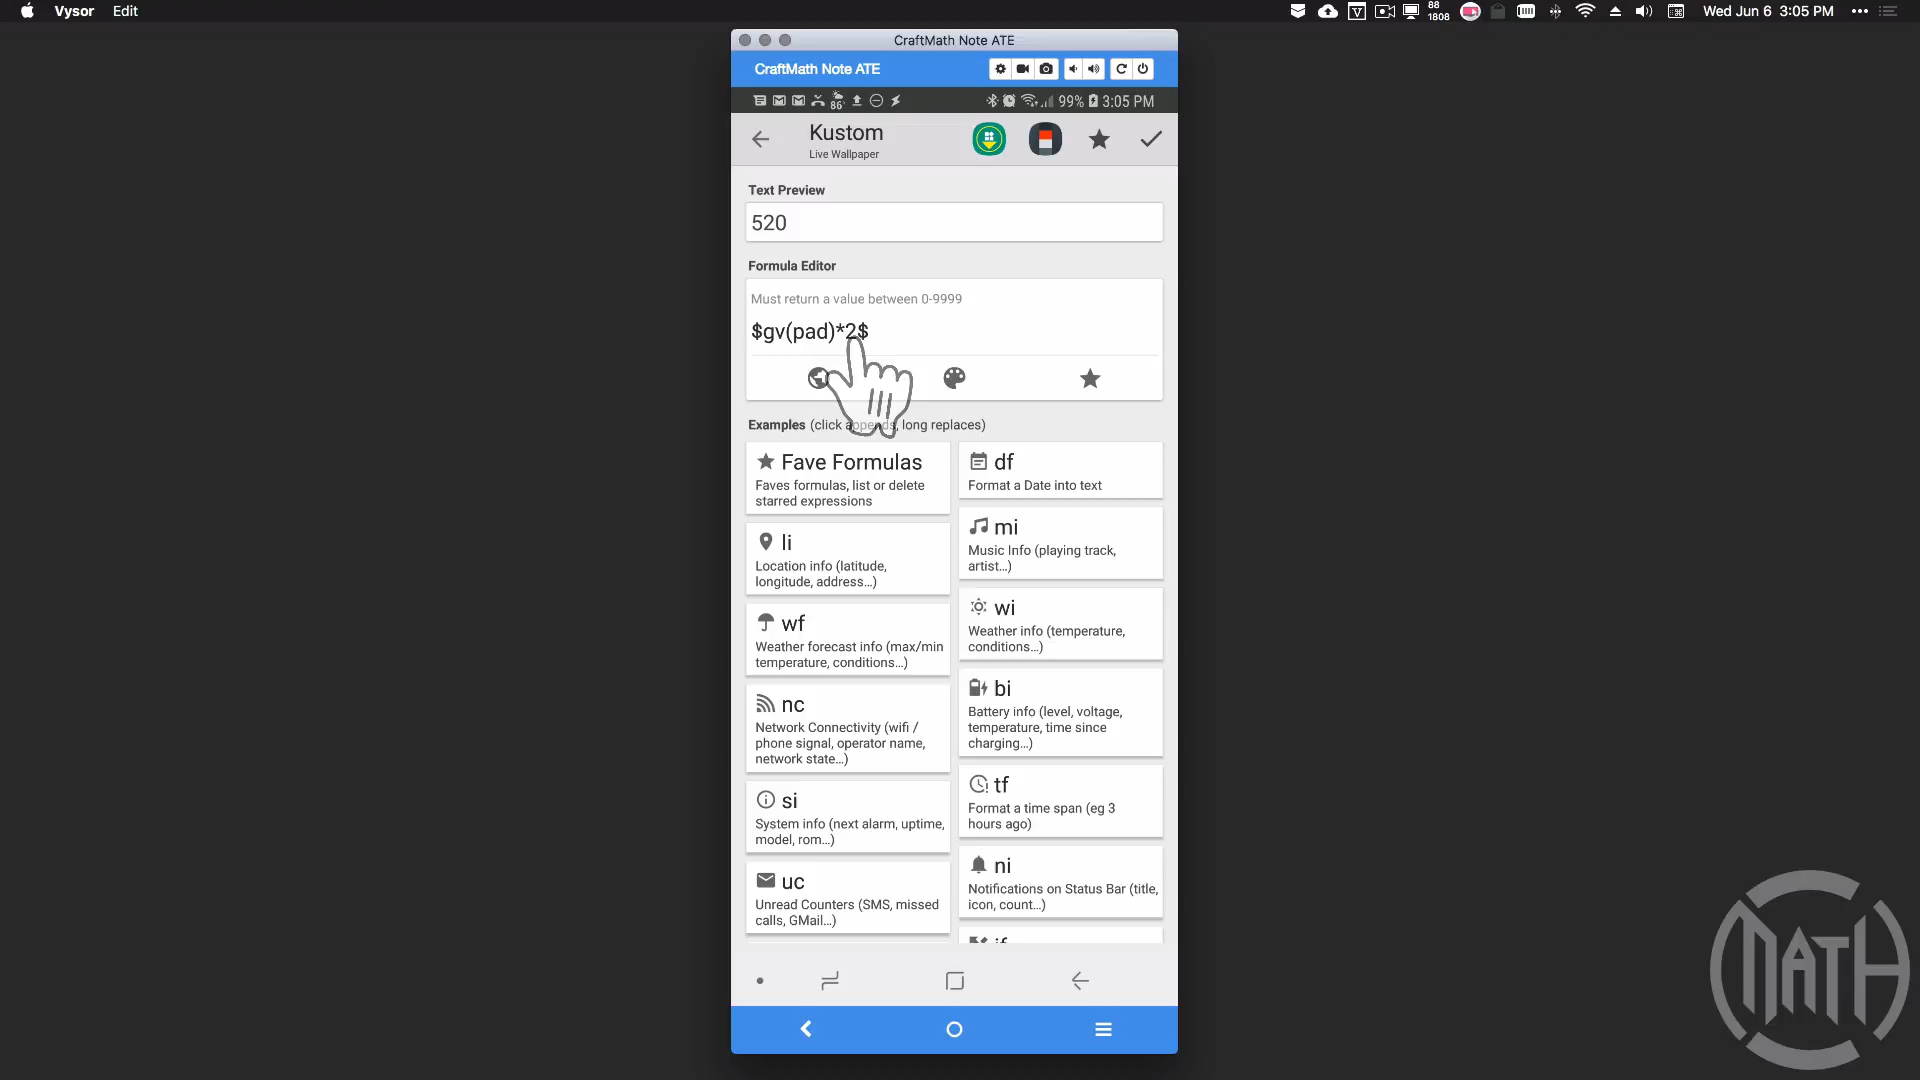 Vysor Edit
88
1808
Wed Jun 6 3:05 PM
CraftMath Note ATE
CraftMath Note ATE
86°
99% 3:05 PM
Kustom
Live Wallpaper
Text Preview
520
Formula Editor
Must return a value between 0-9999
$gv(pad)*2$
Examples (click appends, long replaces)
Fave Formulas
Faves formulas, list or delete
starred expressions
df
Format a Date into text
li
Location info (latitude,
longitude, address...)
mi
Music Info (playing track,
artist...)
wf
Weather forecast info (max/min
temperature, conditions...)
wi
Weather info (temperature,
conditions...)
nc
Network Connectivity (wifi /
phone signal, operator name,
network state...)
bi
Battery info (level, voltage,
temperature, time since
charging...)
si
System info (next alarm, uptime,
model, rom...)
tf
Format a time span (eg 3
hours ago)
uc
Unread Counters (SMS, missed
calls, GMail...)
ni
Notifications on Status Bar (title,
icon, count...)
if
MATH